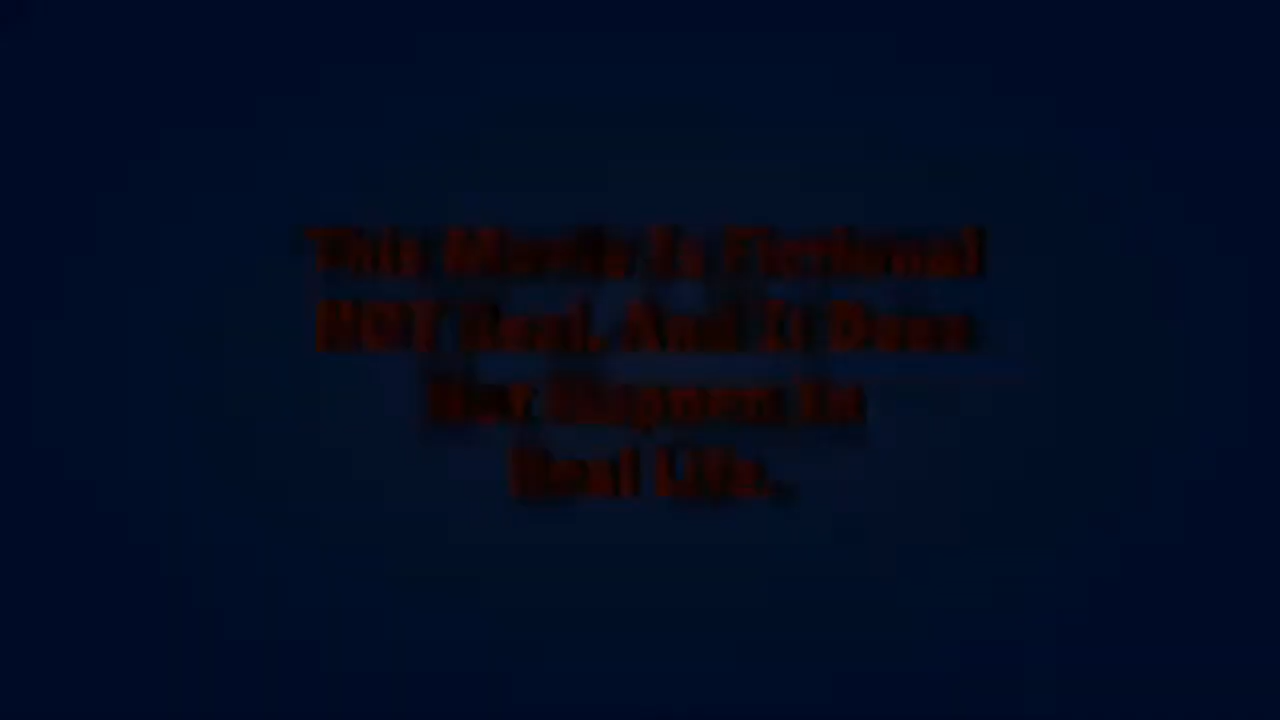 This Movie Is Fictional
NOT Real. And It Does
Not Happen In
Real Life..